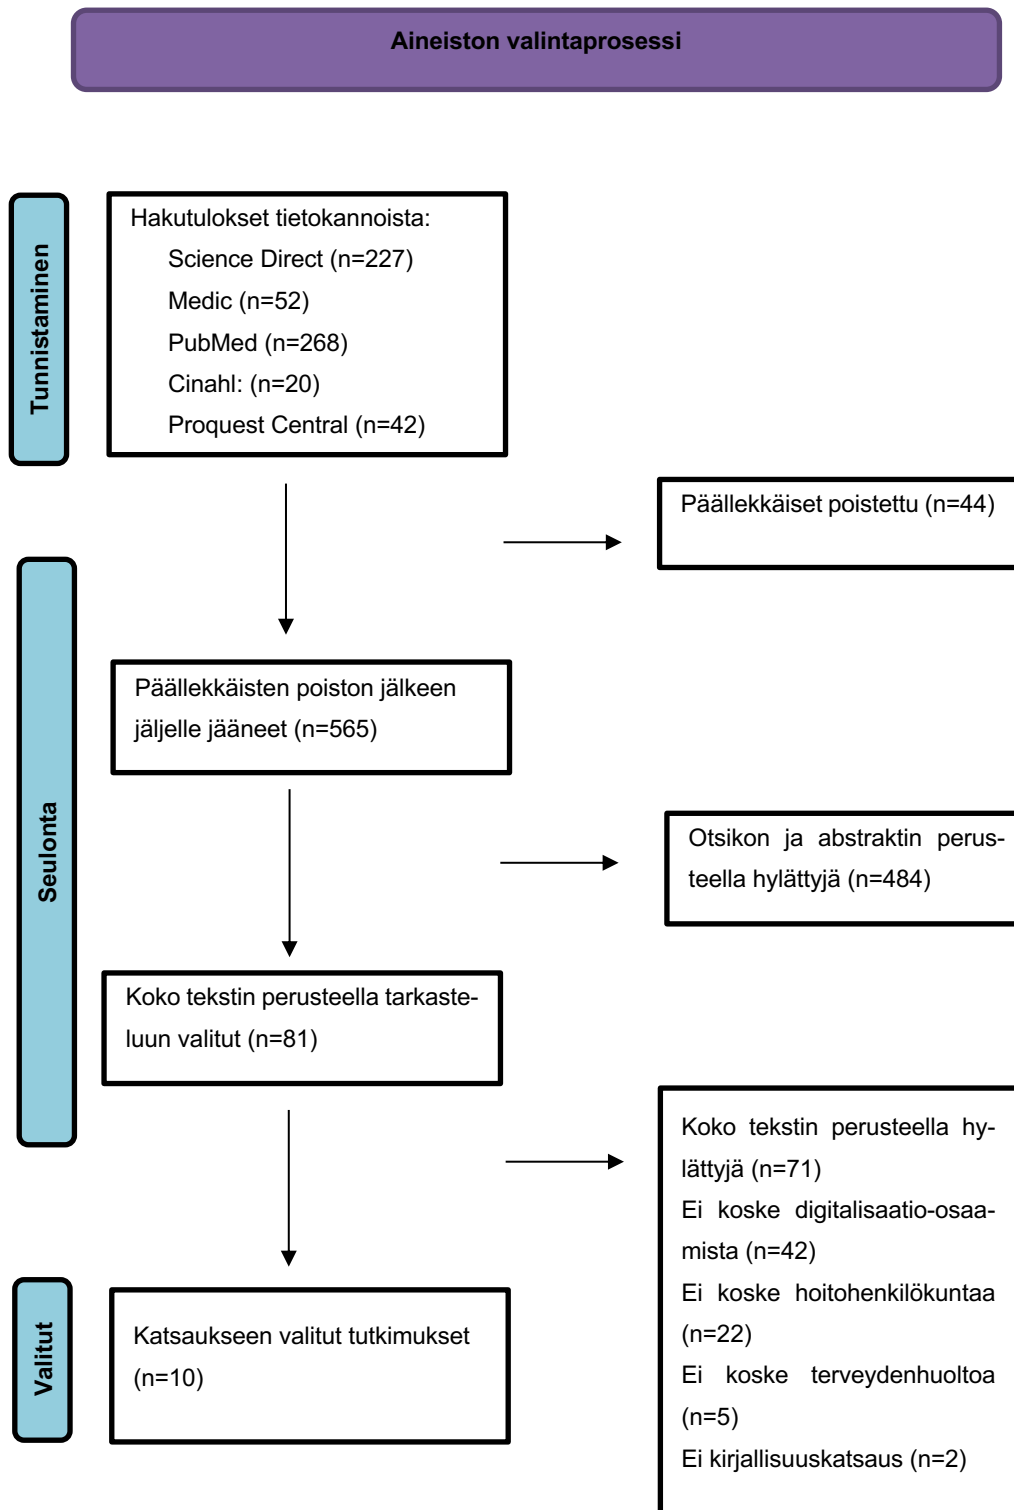 Aineiston valintaprosessi
Tunnistaminen
Hakutulokset tietokannoista:
Science Direct (n=227)
Medic (n=52)
PubMed (n=268)
Cinahl: (n=20)
Proquest Central (n=42)
Päällekkäiset poistettu (n=44)
Seulonta
Päällekkäisten poiston jälkeen
jäljelle jääneet (n=565)
Otsikon ja abstraktin perus-
teella hylättyjä (n=484)
Koko tekstin perusteella tarkaste-
luun valitut (n=81)
Koko tekstin perusteella hy-
lättyjä (n=71)
Ei koske digitalisaatio-osaa-
mista (n=42)
Ei koske hoitohenkilökuntaa
(n=22)
Ei koske terveydenhuoltoa
(n=5)
Ei kirjallisuuskatsaus (n=2)
Valitut
Katsaukseen valitut tutkimukset
(n=10)